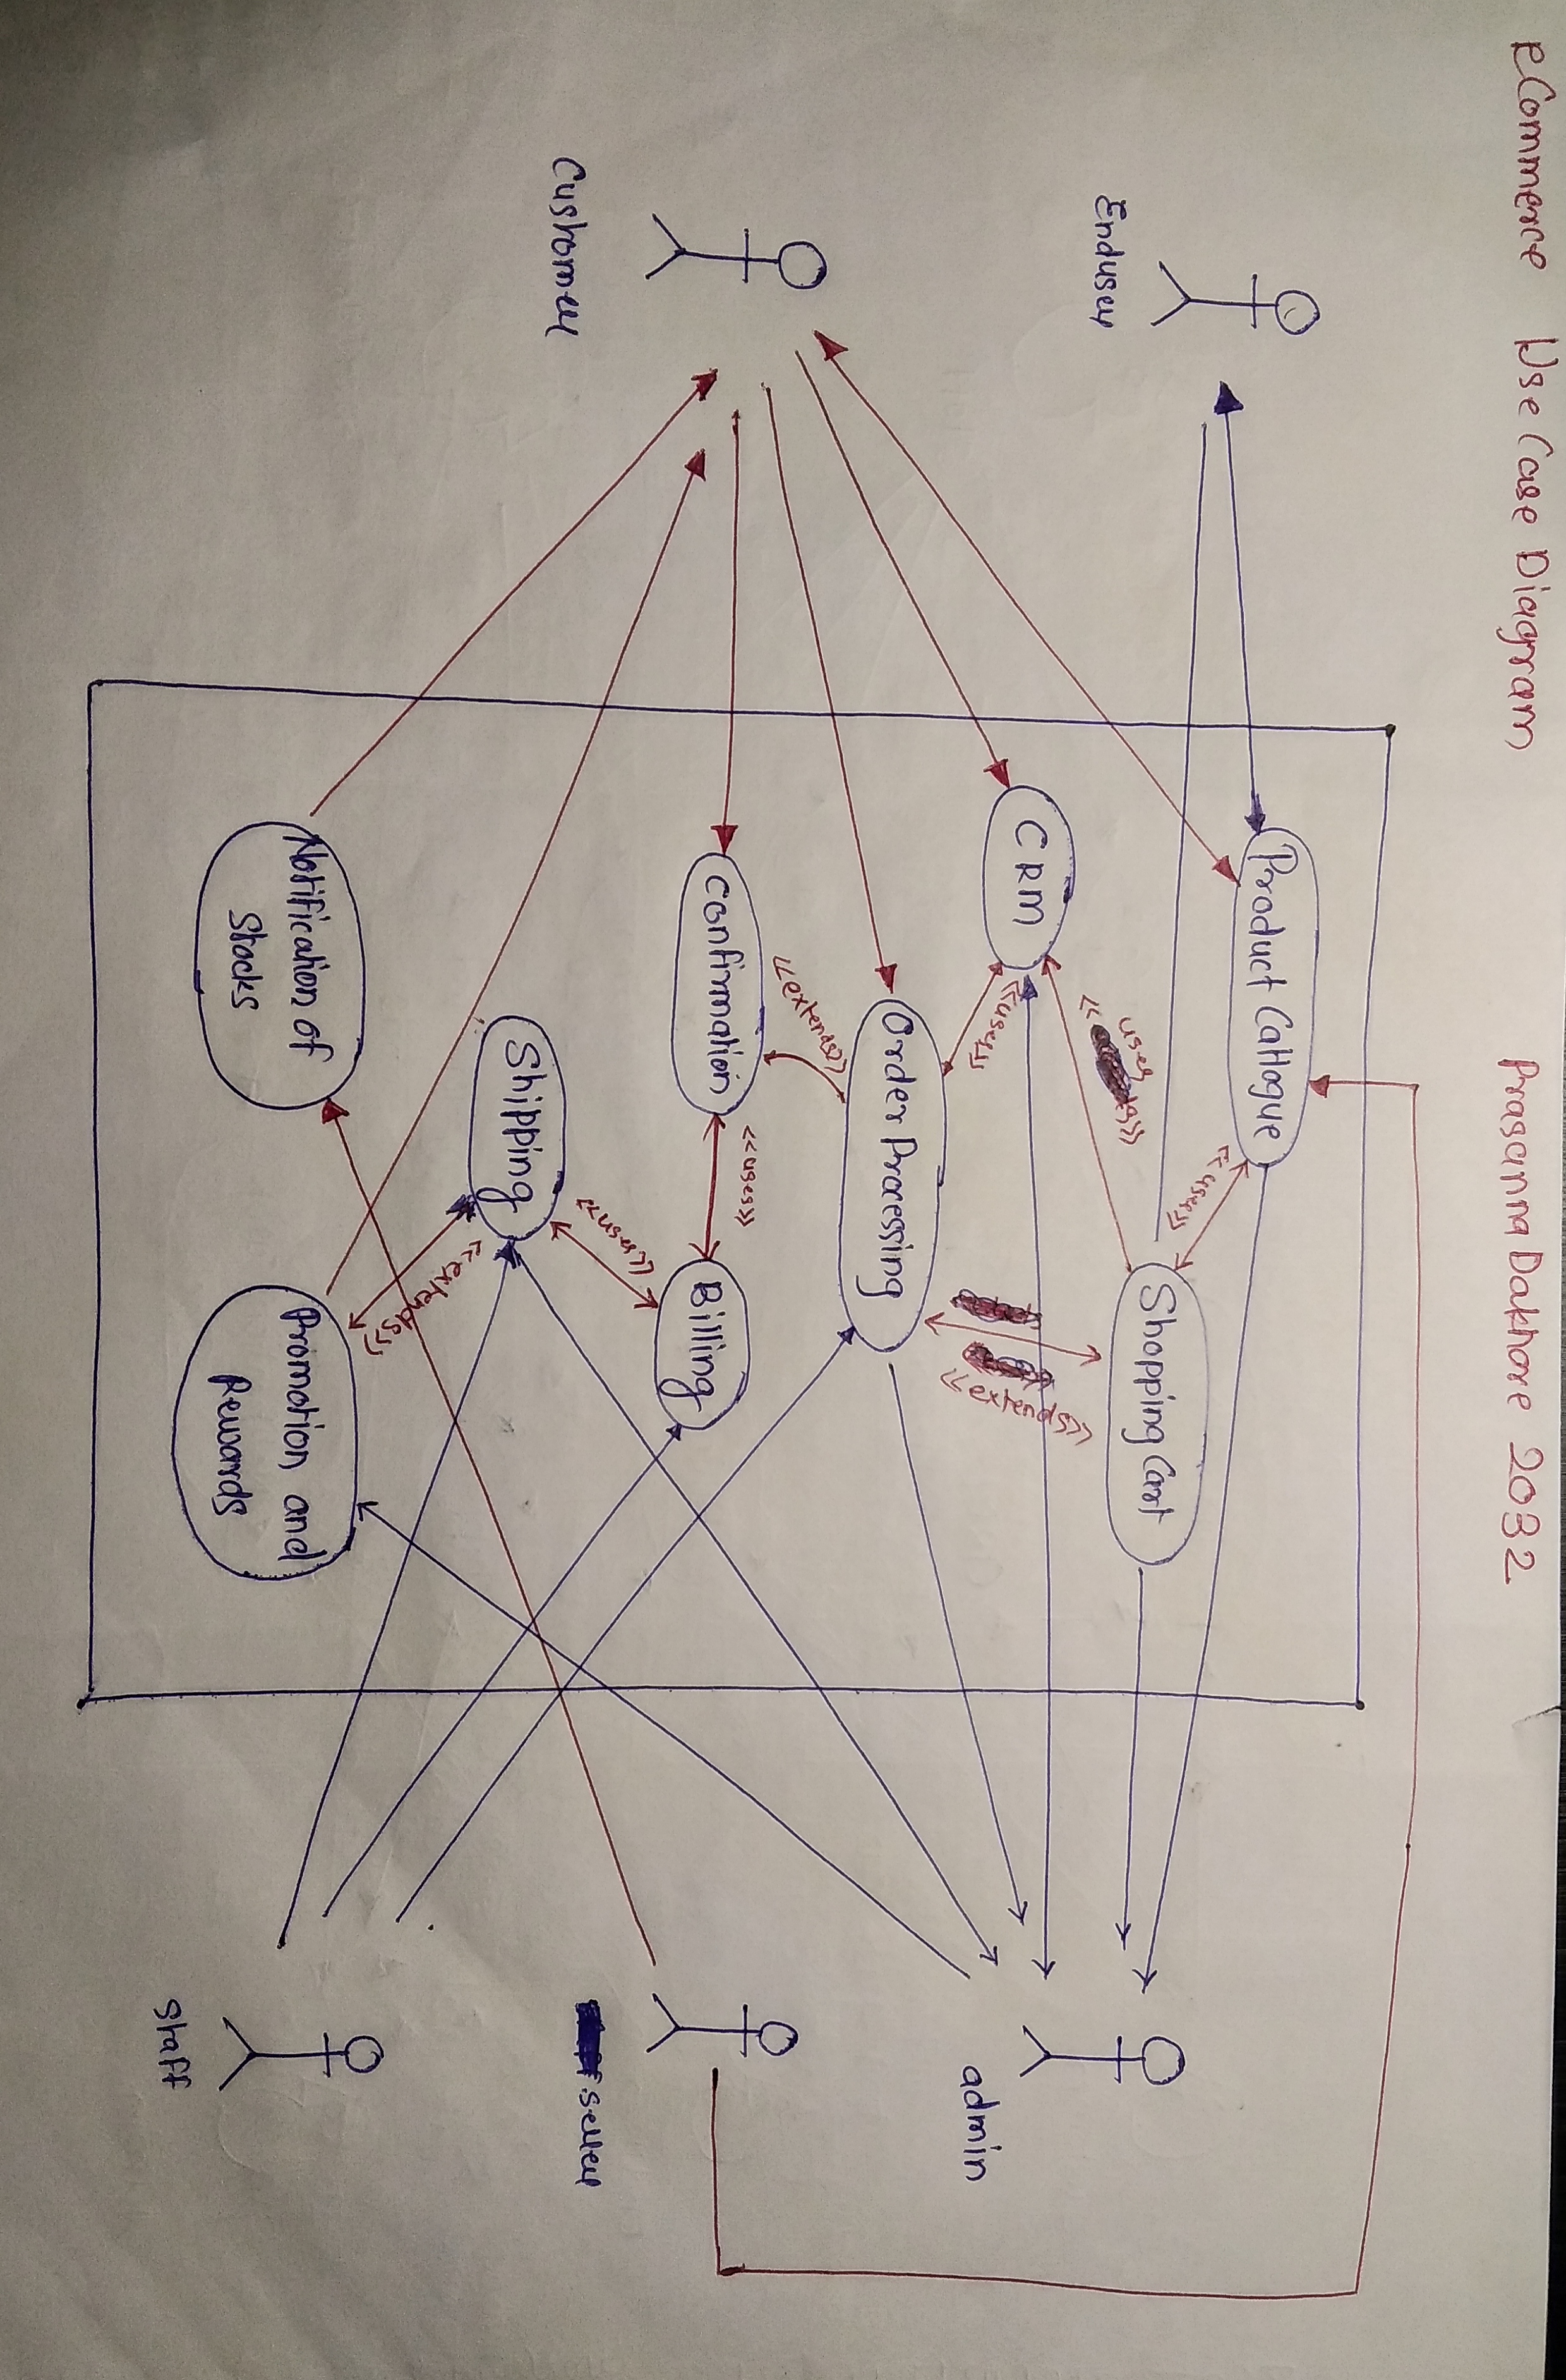 eCommerce Use Case Diagram
Prasanna Dakhore 2032
Enduser
Product Catlogue
<<uses>>
Shopping Cart
uses
CRM
<<uses>>
<<extends>>
admin
Order Processing
<<extends>>
Customer
Confirmation
<<uses>>
Billing
seller
<<uses>>
Shipping
<<extends>>
Notification of
Stocks
Promotion and
Rewards
staff